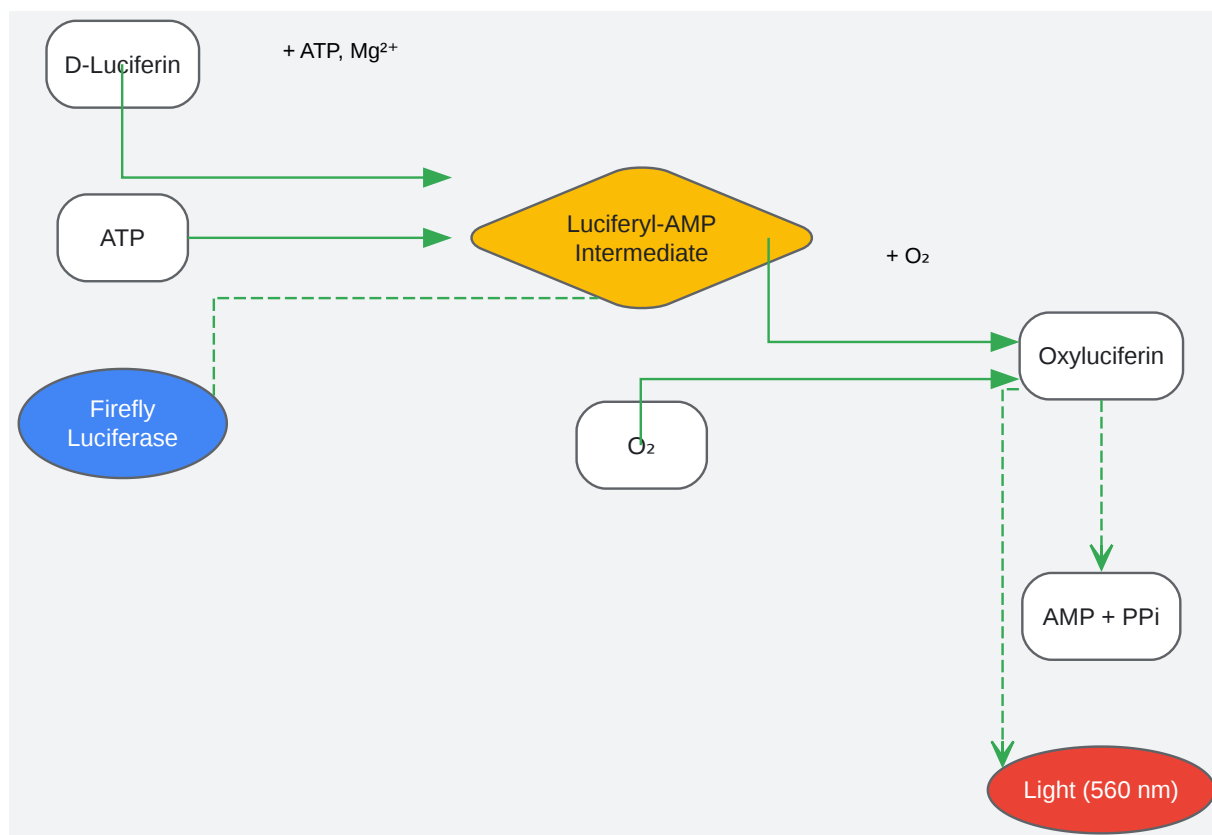 D-Luciferin
+ ATP, Mg²⁺
ATP
Luciferyl-AMP
Intermediate
+ O₂
Oxyluciferin
Firefly
Luciferase
O₂
AMP + PPi
Light (560 nm)